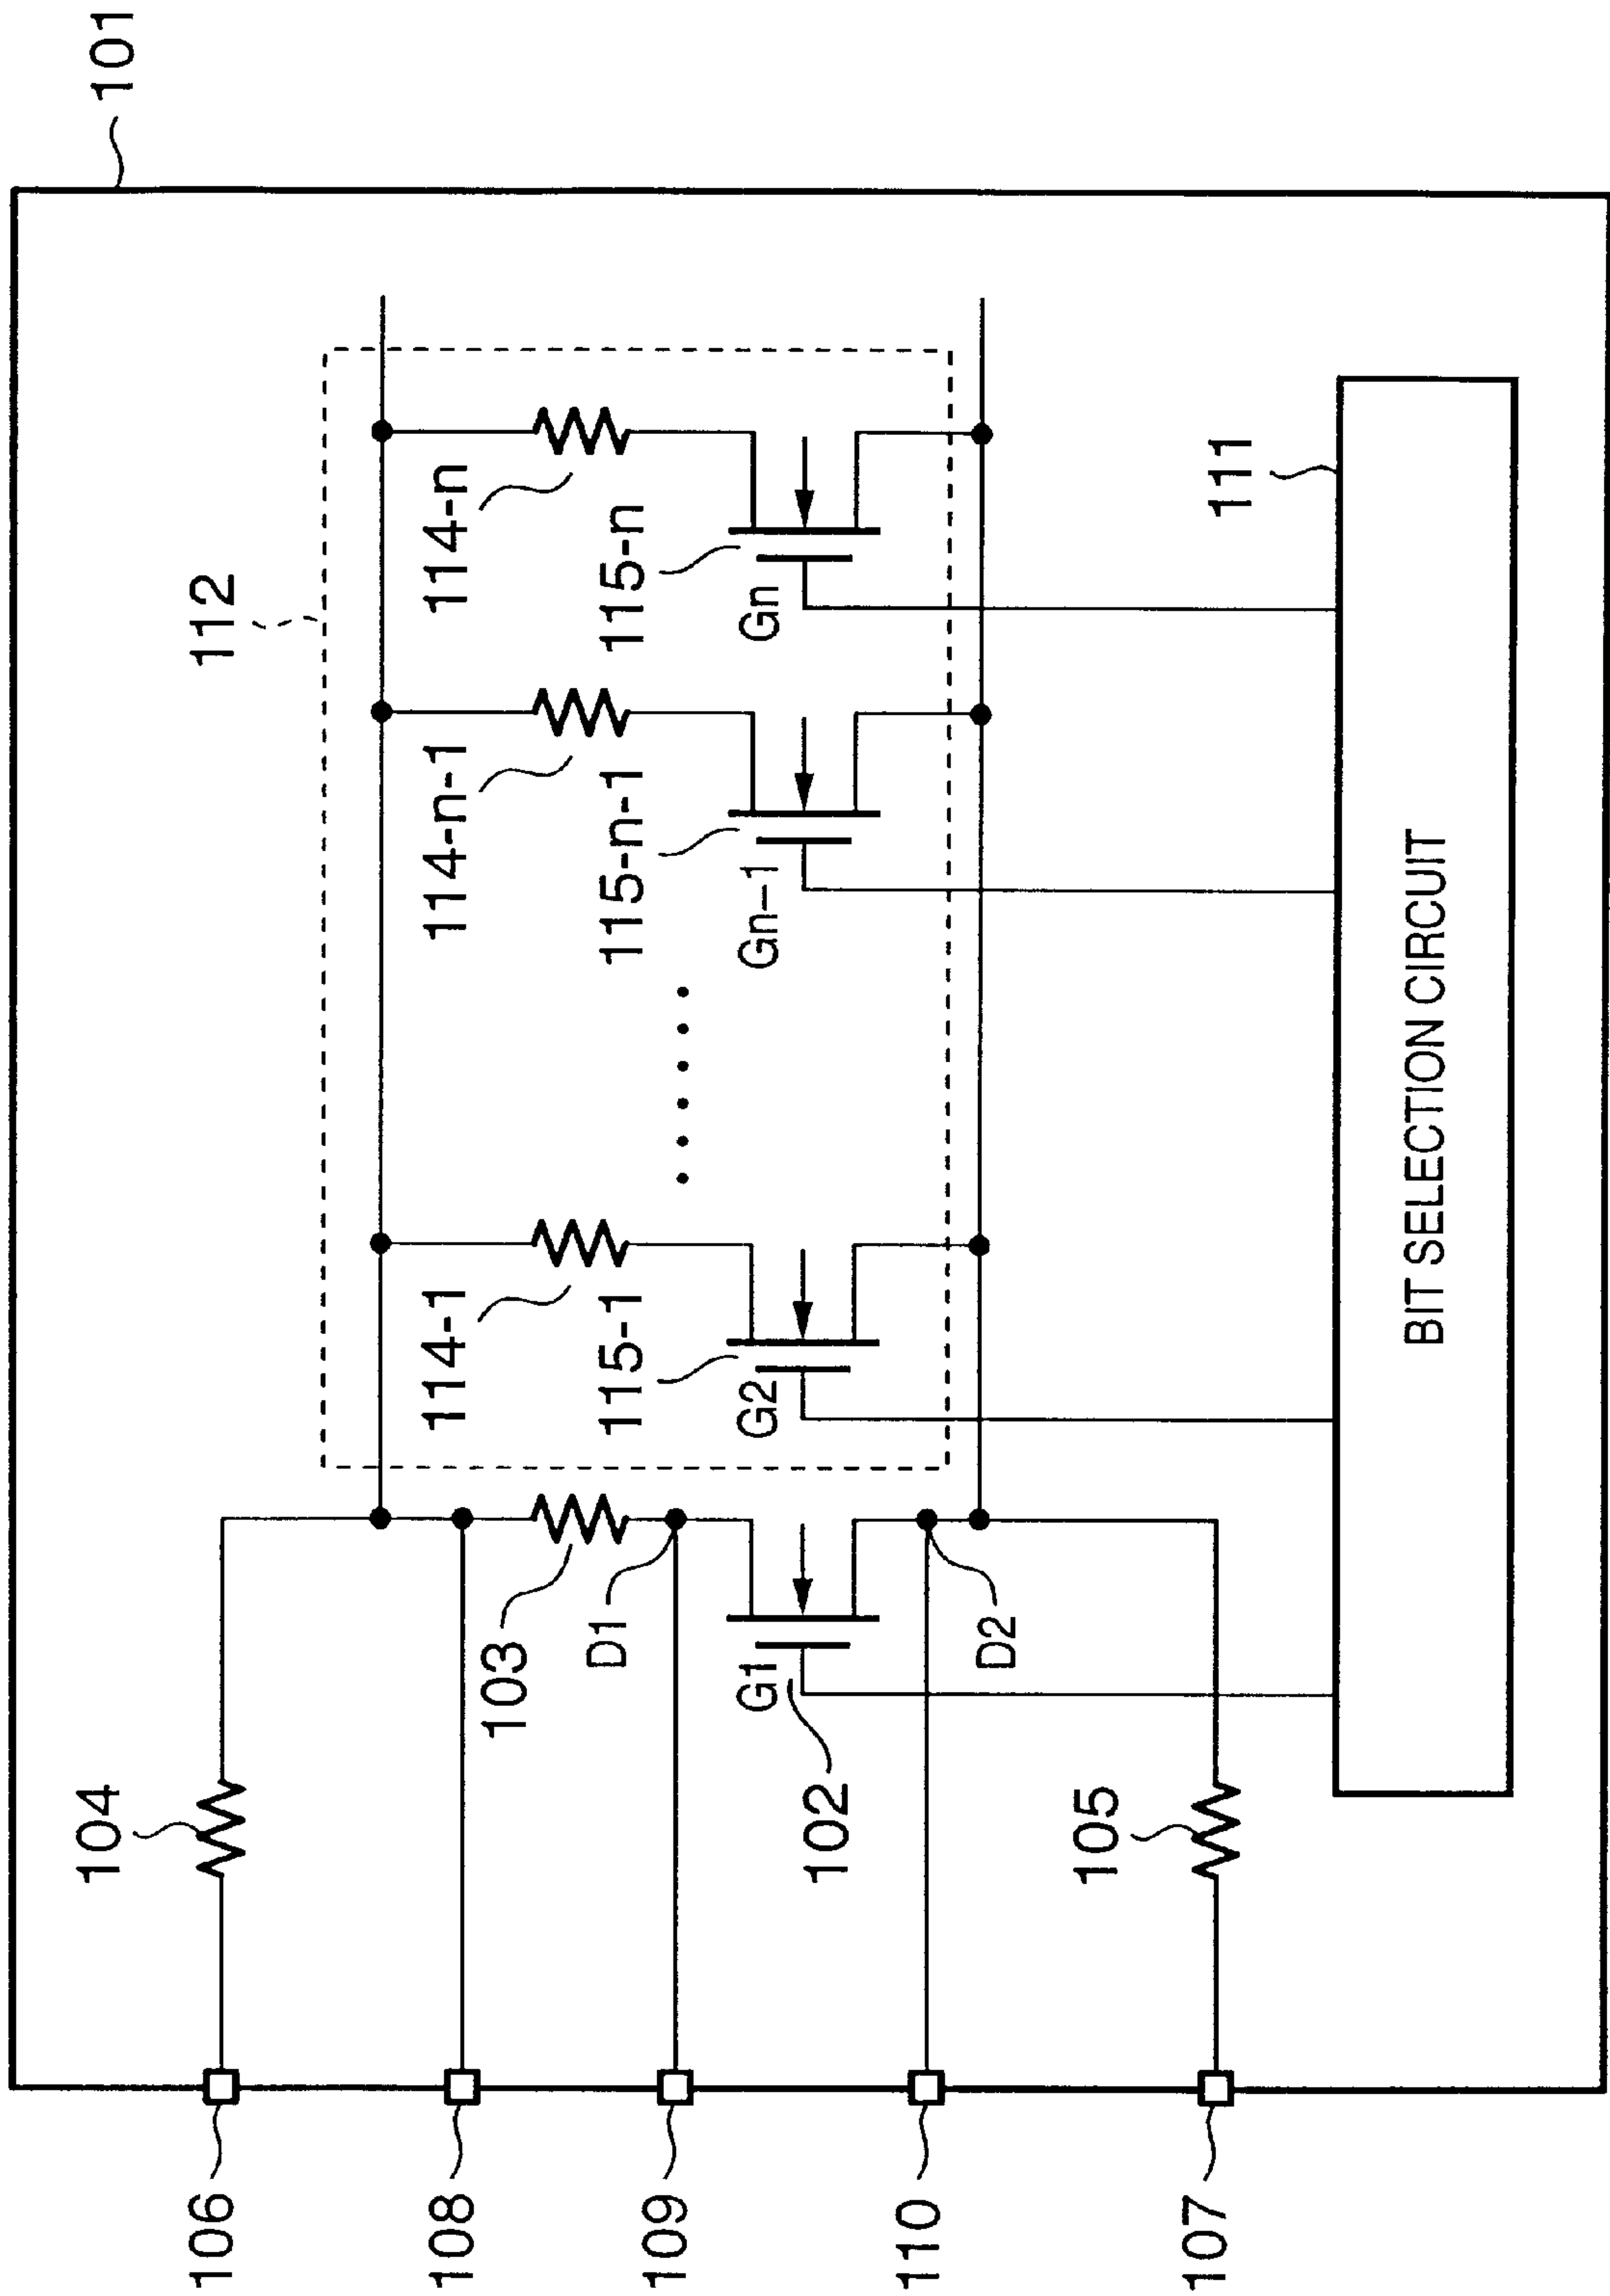 101
112
104
106
108
103
D1
109
114-1
114-n-1
114-n
115-1
115-n-1
115-n
G1
G2
Gn-1
Gn
102
110
D2
105
107
111
BIT SELECTION CIRCUIT